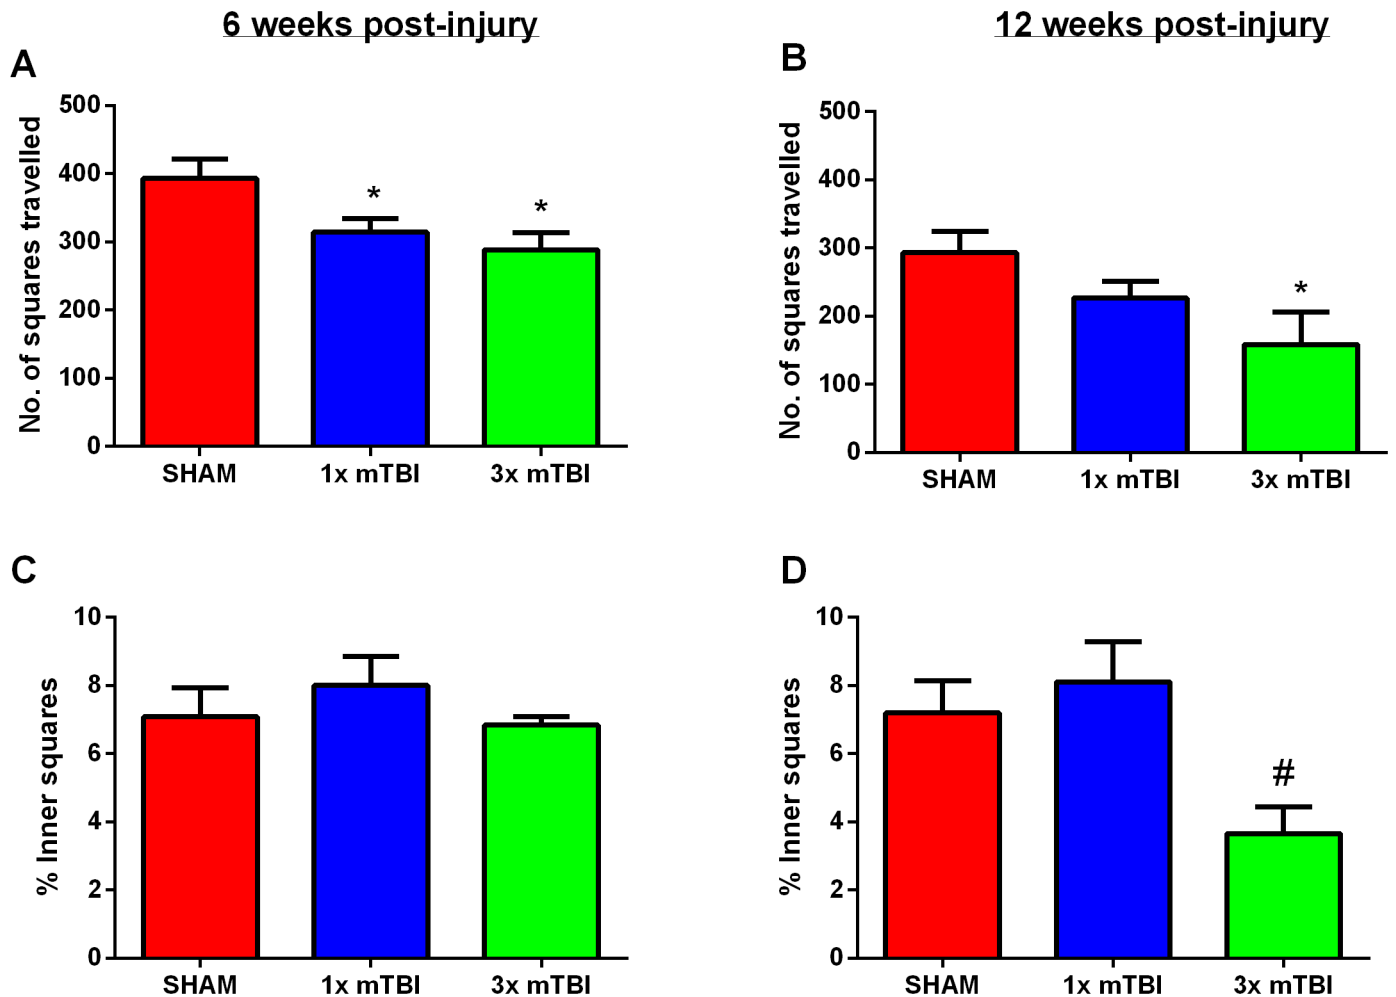 6 weeks post-injury
12 weeks post-injury
A
No. of squares travelled
500
400
300
200
100
0
*
*
SHAM
1x mTBI
3x mTBI
B
No. of squares travelled
500
400
300
200
100
0
*
SHAM
1x mTBI
3x mTBI
C
% Inner squares
10
8
6
4
2
0
SHAM
1x mTBI
3x mTBI
D
% Inner squares
10
8
6
4
2
0
#
SHAM
1x mTBI
3x mTBI